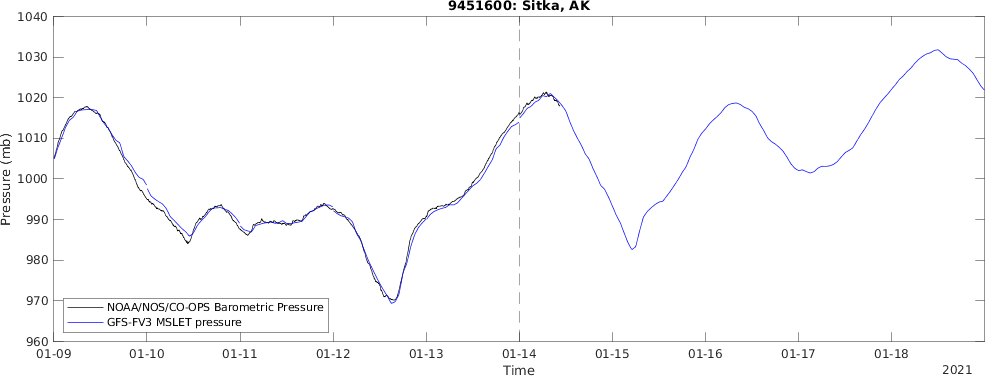 9451600: Sitka, AK
1040
1030
1020
1010
1000
990
980
970
960
Pressure (mb)
NOAA/NOS/CO-OPS Barometric Pressure
GFS-FV3 MSLET pressure
01-09 01-10 01-11 01-12 01-13 01-14 01-15 01-16 01-17 01-18
Time
2021